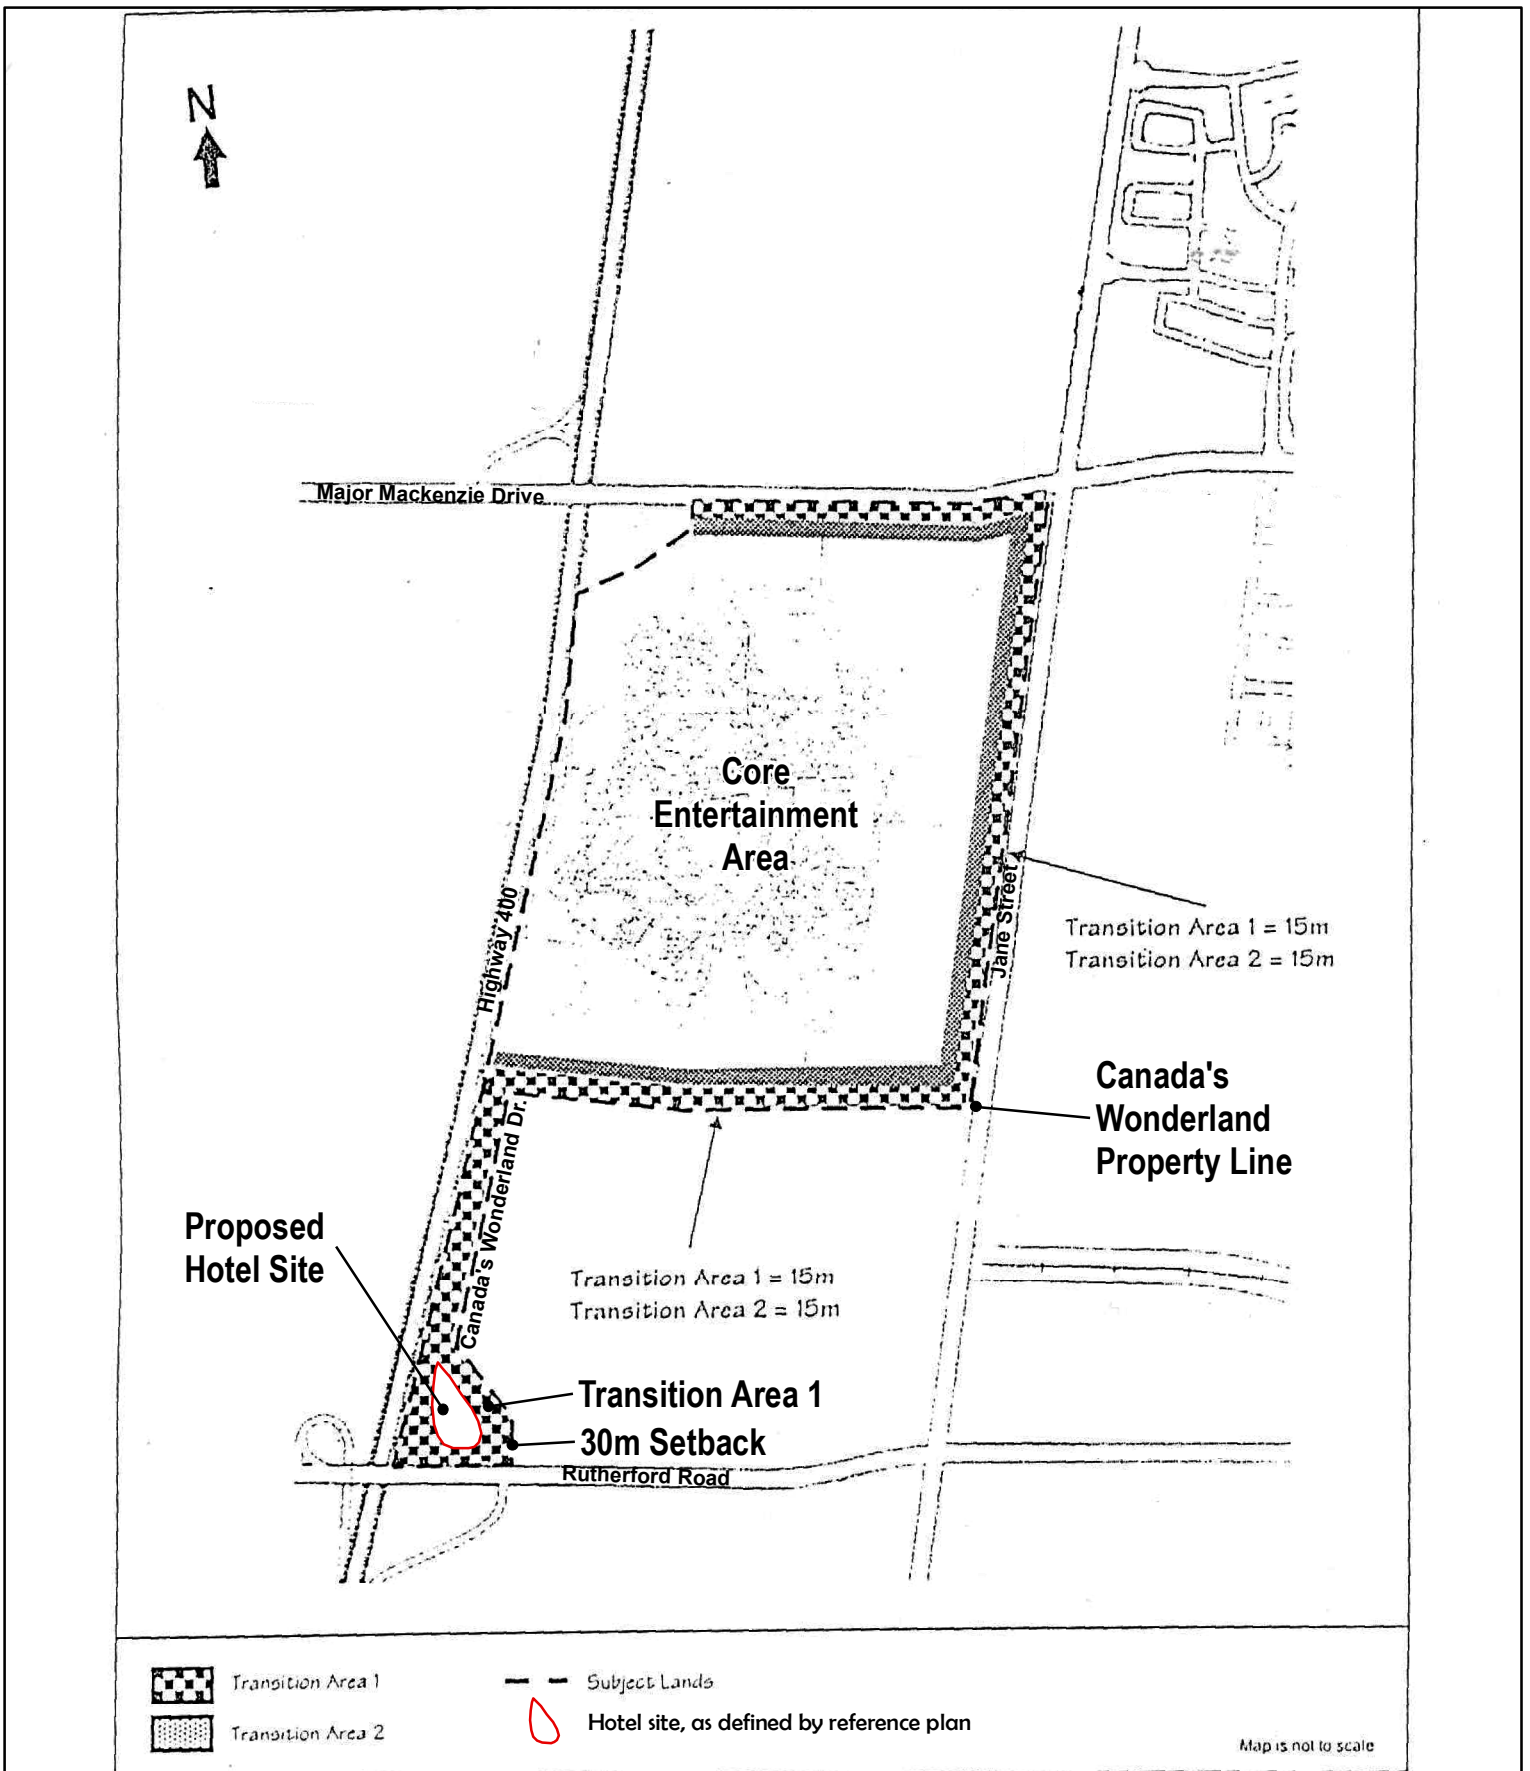 N
Major Mackenzie Drive
Core
Entertainment
Area
Highway 400
Jane Street
Transition Area 1 = 15m
Transition Area 2 = 15m
Canada's
Wonderland
Property Line
Canada's Wonderland Dr.
Proposed
Hotel Site
Transition Area 1 = 15m
Transition Area 2 = 15m
Transition Area 1
30m Setback
Rutherford Road
Transition Area 1
Subject Lands
Transition Area 2
Hotel site, as defined by reference plan
Map is not to scale